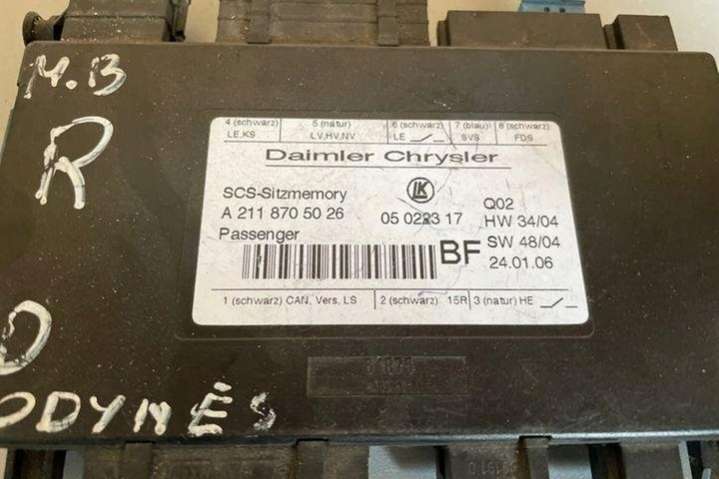 M.B
R
4 (schwarz) 5 (natur) 6 (schwarz) 7 (blau) 8 (schwarz)
LE,KS LV,HV,NV LE SVS FDS
Daimler Chrysler
SCS-Sitzmemory LK Q02
A 211 870 50 26 05 022317 HW 34/04
Passenger BF SW 48/04
24.01.06
1 (schwarz) CAN, Vers, LS 2 (schwarz) 15R 3 (natur) HE
ODYNĖS